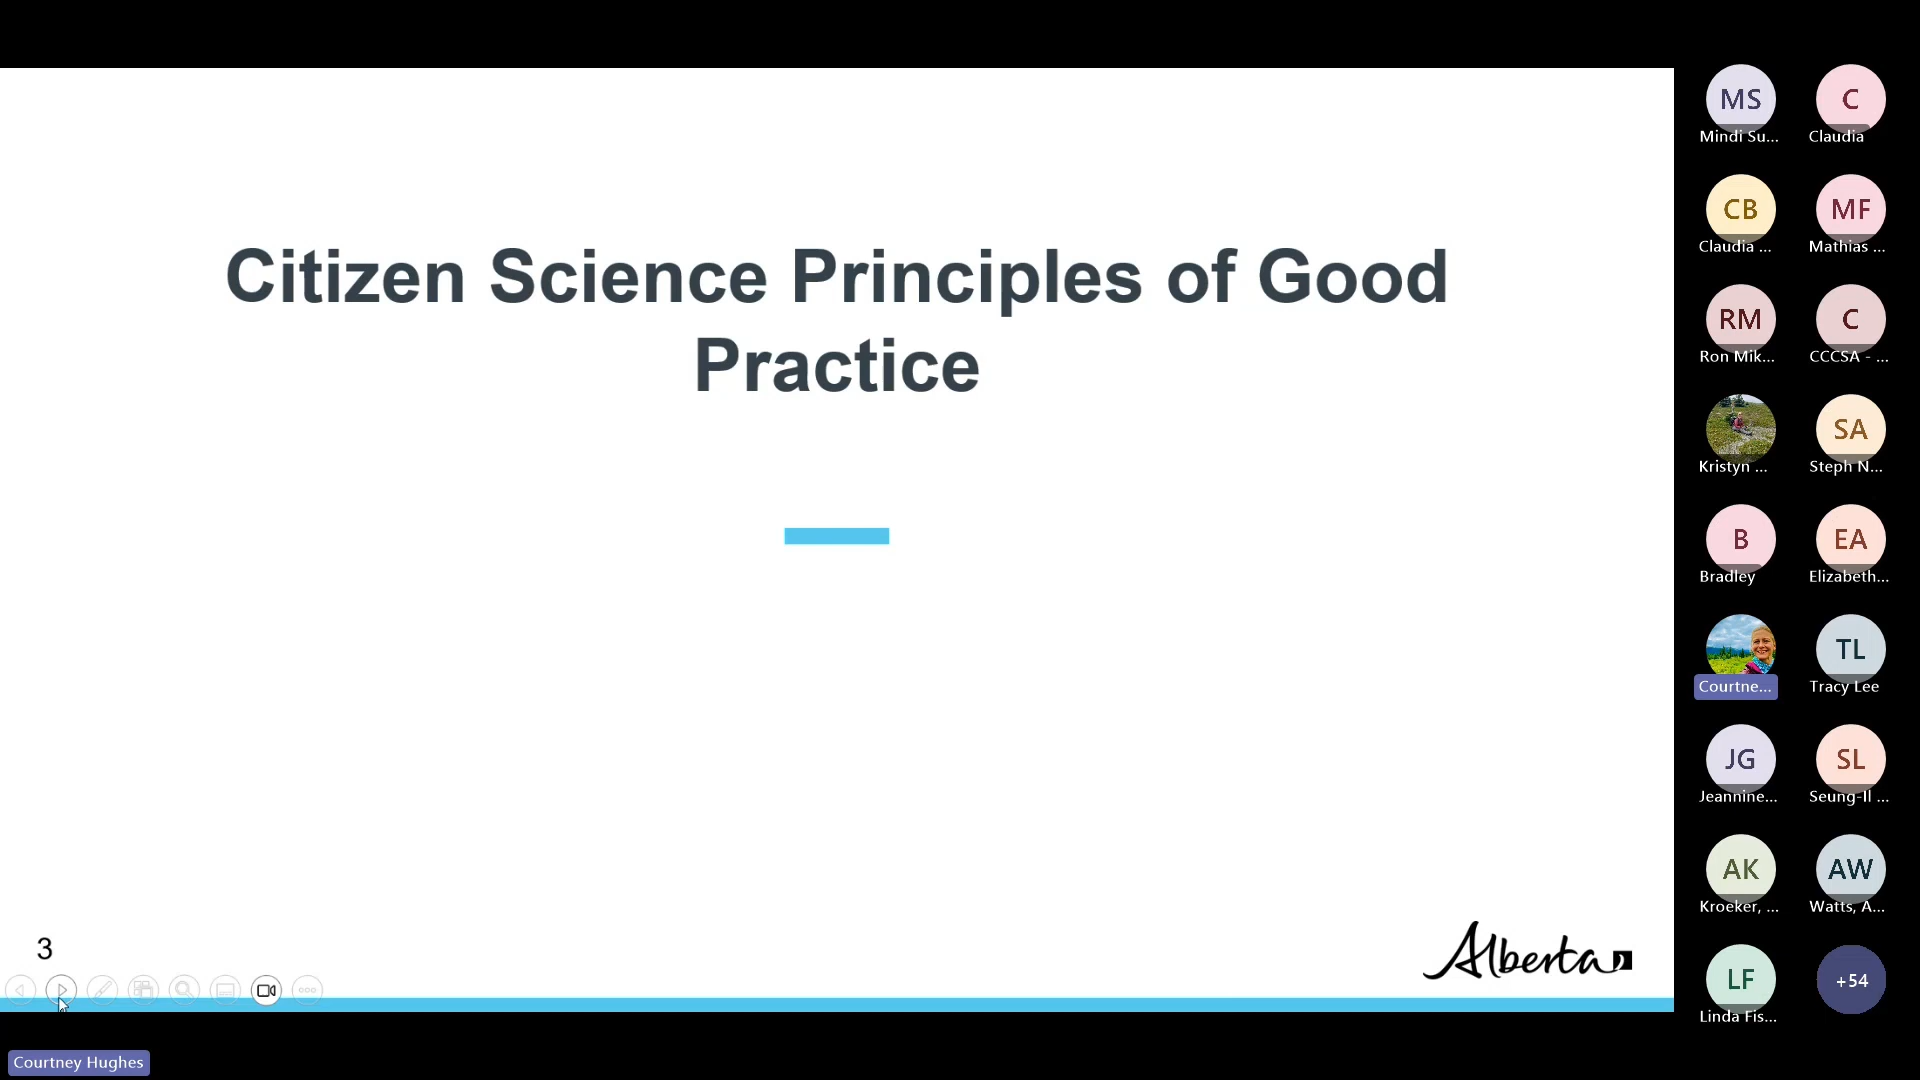 Citizen Science Principles of Good
Practice
3
Alberta
MS
Mindi Su...
C
Claudia
CB
Claudia ...
MF
Mathias ...
RM
Ron Mik...
C
CCCSA - ...
Kristyn ...
SA
Steph N...
B
Bradley
EA
Elizabeth...
Courtne...
TL
Tracy Lee
JG
Jeannine...
SL
Seung-Il ...
AK
Kroeker, ...
AW
Watts, A...
LF
Linda Fis...
+54
Courtney Hughes